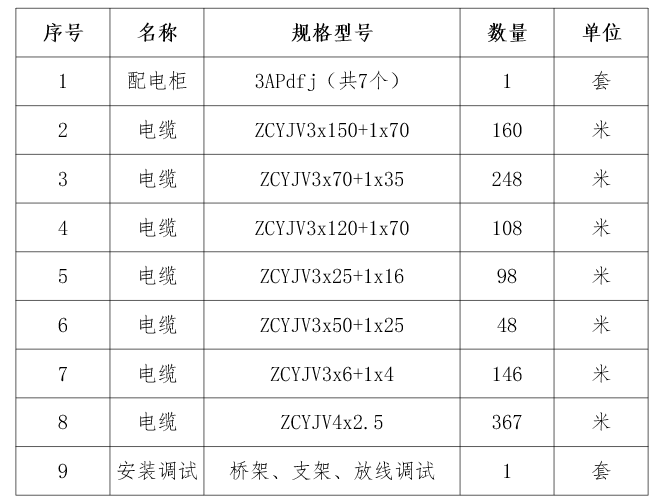 序号 名称 规格型号 数量 单位
1 配电柜 3APdfj（共7个） 1 套
2 电缆 ZCYJV3x150+1x70 160 米
3 电缆 ZCYJV3x70+1x35 248 米
4 电缆 ZCYJV3x120+1x70 108 米
5 电缆 ZCYJV3x25+1x16 98 米
6 电缆 ZCYJV3x50+1x25 48 米
7 电缆 ZCYJV3x6+1x4 146 米
8 电缆 ZCYJV4x2.5 367 米
9 安装调试 桥架、支架、放线调试 1 套